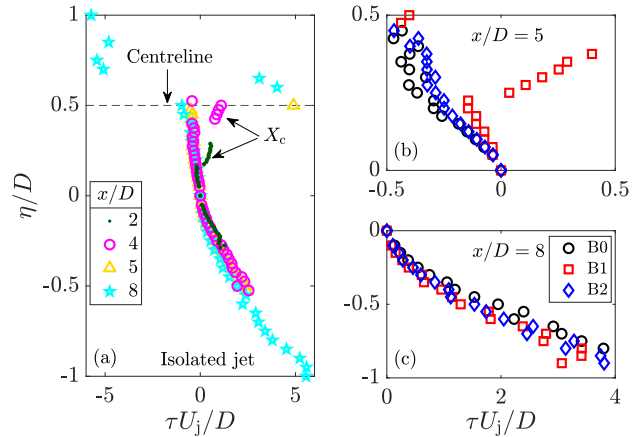 1
0.5
0
-0.5
-1
-5
0
5
η/D
τU_j/D
Centreline
X_c
x/D
2
4
5
8
(a)
Isolated jet
0.5
0
-0.5
0
0.5
x/D = 5
(b)
0
-0.5
-1
0
2
4
x/D = 8
B0
B1
B2
(c)
τU_j/D